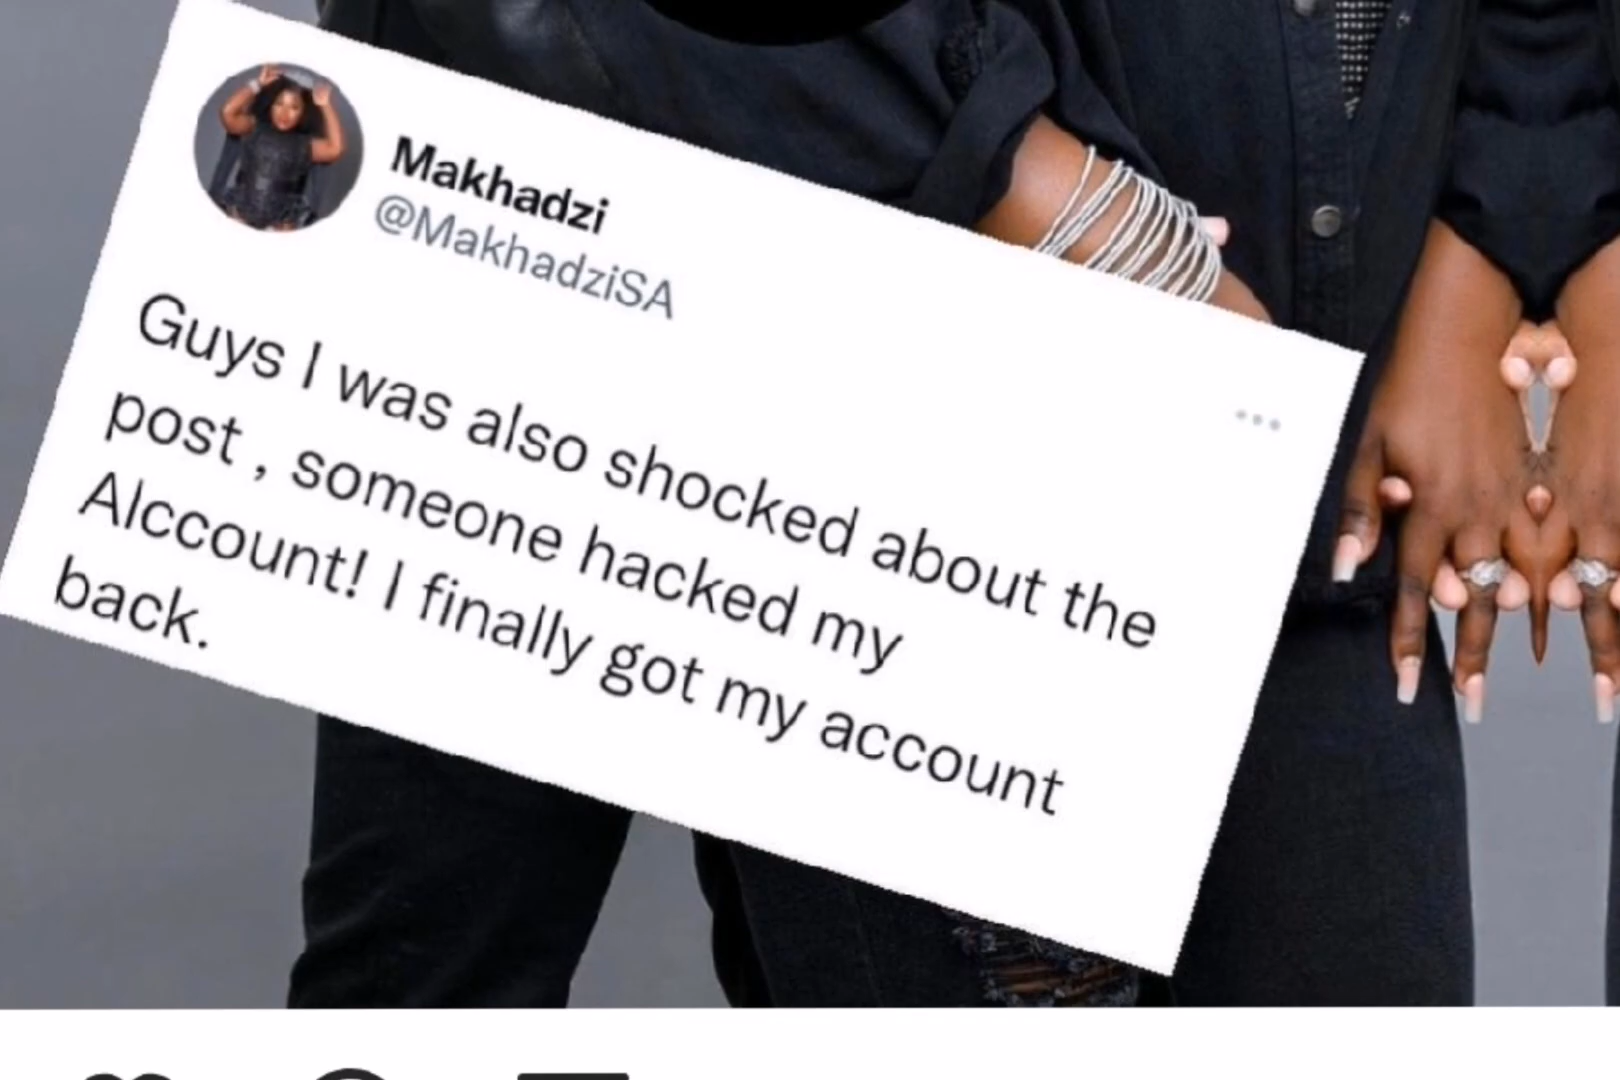 Makhadzi
@MakhadziSA
Guys I was also shocked about the
post , someone hacked my
Alccount! I finally got my account
back.